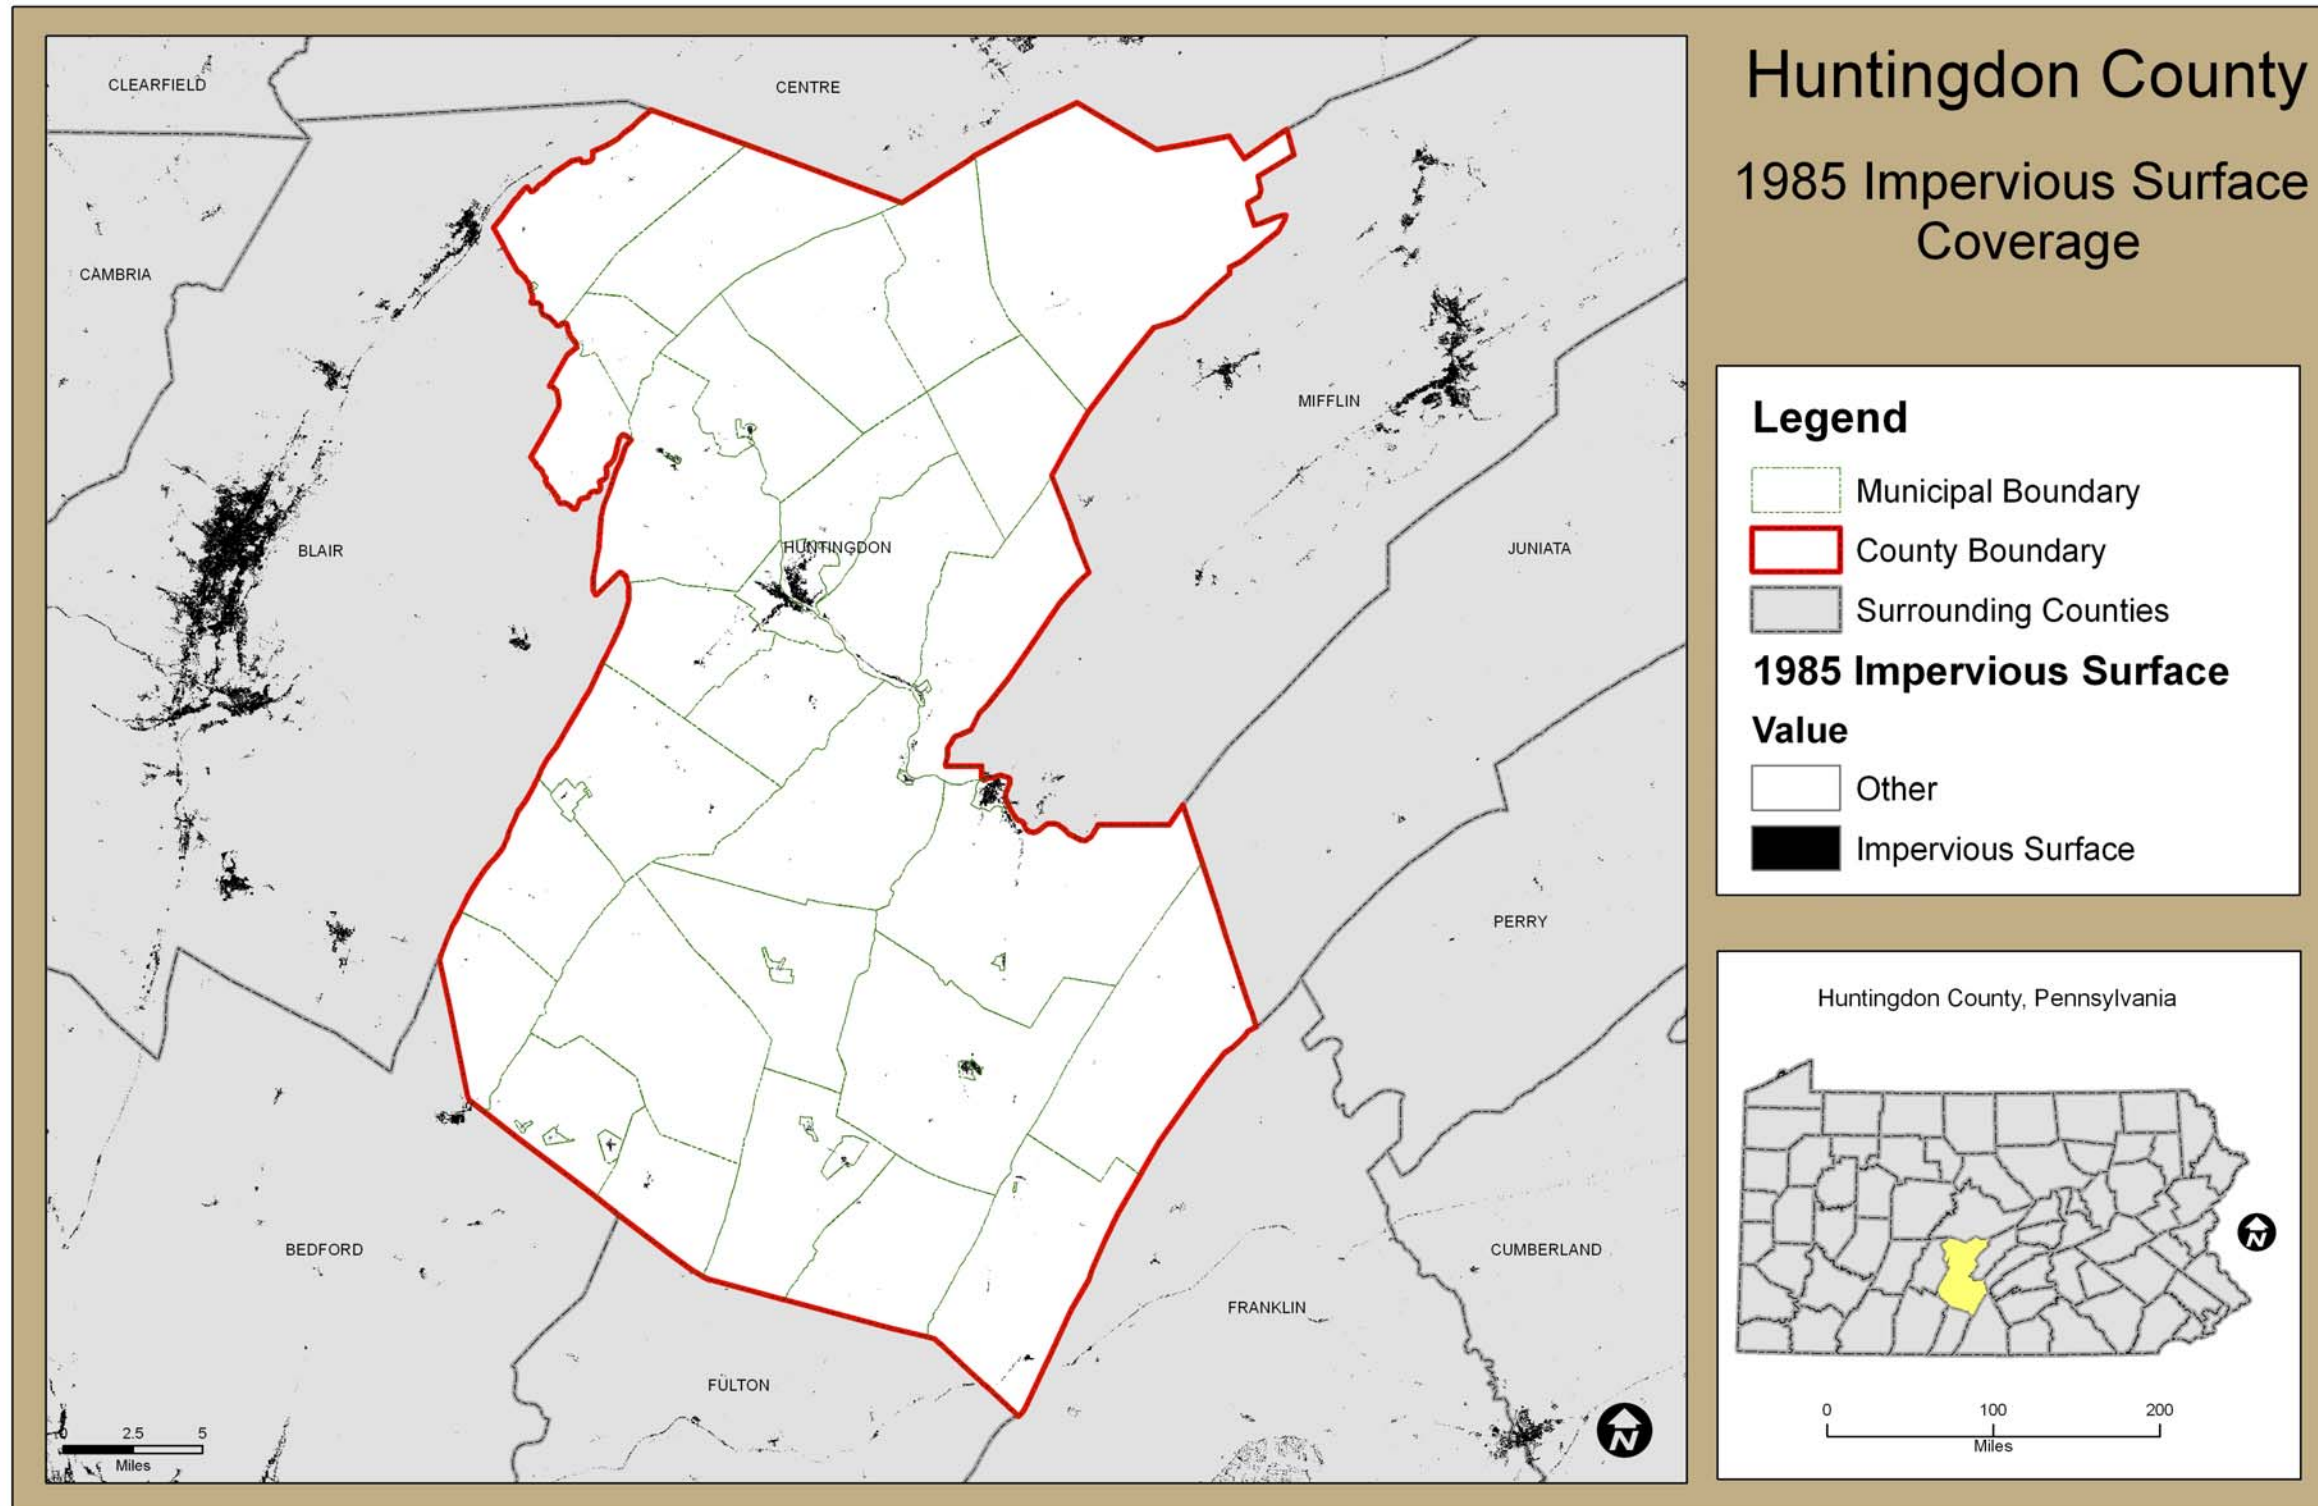 Huntingdon County
1985 Impervious Surface
Coverage
CLEARFIELD
CENTRE
CAMBRIA
MIFFLIN
BLAIR
HUNTINGDON
JUNIATA
PERRY
BEDFORD
CUMBERLAND
FRANKLIN
FULTON
0 2.5 5
Miles
N
Legend
Municipal Boundary
County Boundary
Surrounding Counties
1985 Impervious Surface
Value
Other
Impervious Surface
Huntingdon County, Pennsylvania
N
0 100 200
Miles